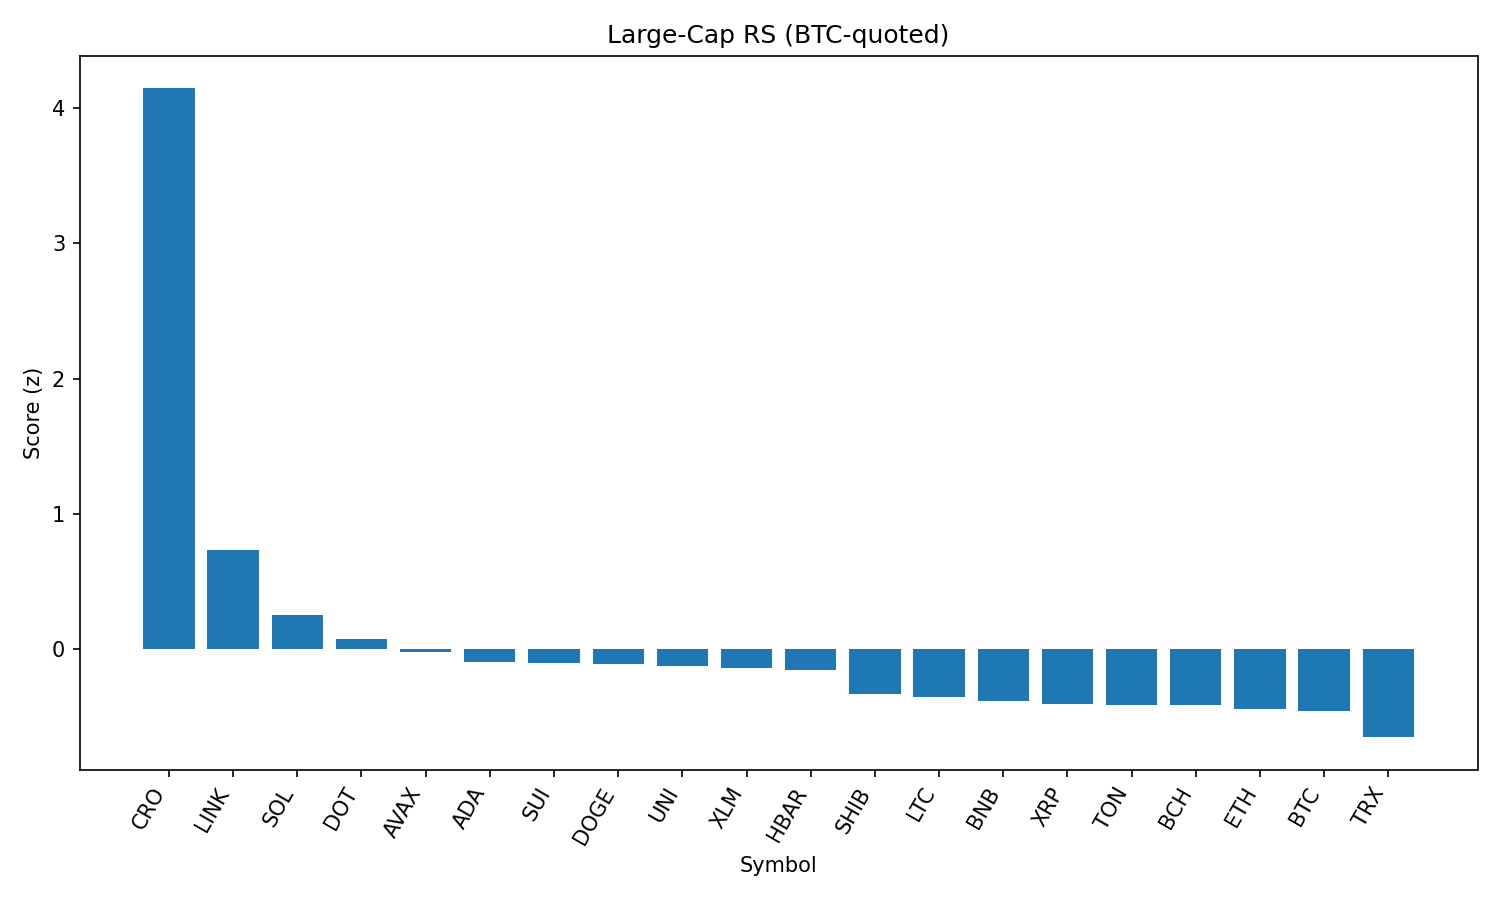 Large-Cap RS (BTC-quoted)
Score (z)
4
3
2
1
0
CRO
LINK
SOL
DOT
AVAX
ADA
SUI
DOGE
UNI
XLM
HBAR
SHIB
LTC
BNB
XRP
TON
BCH
ETH
BTC
TRX
Symbol